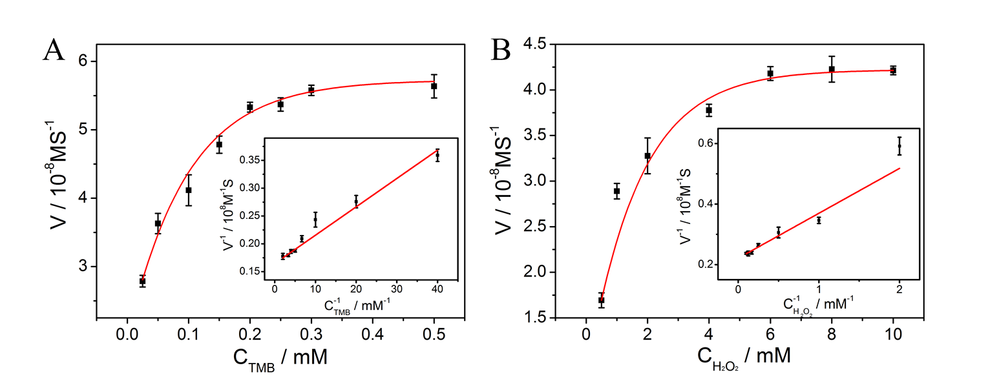 A
V / 10⁻⁸MS⁻¹
6
5
4
3
0.0 0.1 0.2 0.3 0.4 0.5
C_TMB / mM
V⁻¹ / 10⁸M⁻¹S
0.35
0.30
0.25
0.20
0.15
0 10 20 30 40
C⁻¹_TMB / mM⁻¹
B
V / 10⁻⁸MS⁻¹
4.5
4.0
3.5
3.0
2.5
2.0
1.5
0 2 4 6 8 10
C_H₂O₂ / mM
V⁻¹ / 10⁸M⁻¹S
0.6
0.4
0.2
0 1 2
C⁻¹_H₂O₂ / mM⁻¹